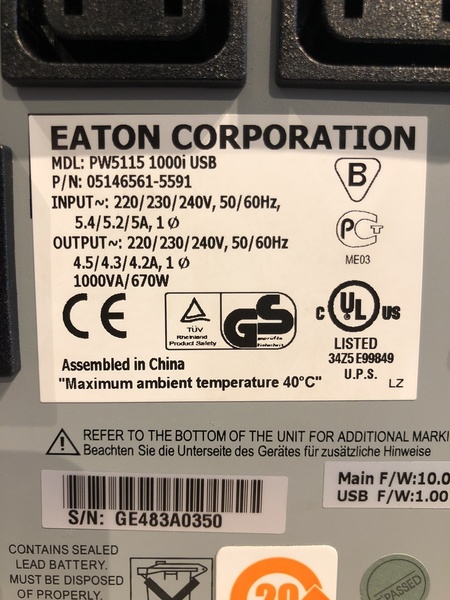 EATON CORPORATION
MDL: PW5115 1000i USB
P/N: 05146561-5591
INPUT~: 220/230/240V, 50/60Hz,
5.4/5.2/5A, 1 Ø
OUTPUT~: 220/230/240V, 50/60Hz
4.5/4.3/4.2A, 1 Ø
1000VA/670W
B
PCT
ME03
CE
TÜV
Rheinland
Product Safety
GS
geprüfte
Sicherheit
C UL US
LISTED
34Z5 E99849
U.P.S.
Assembled in China
"Maximum ambient temperature 40°C"
LZ
REFER TO THE BOTTOM OF THE UNIT FOR ADDITIONAL MARKI
Beachten Sie die Unterseite des Gerätes für zusätzliche Hinweise
Main F/W:10.0
USB F/W:1.00
S/N: GE483A0350
CONTAINS SEALED
LEAD BATTERY.
MUST BE DISPOSED
OF PROPERLY.
20